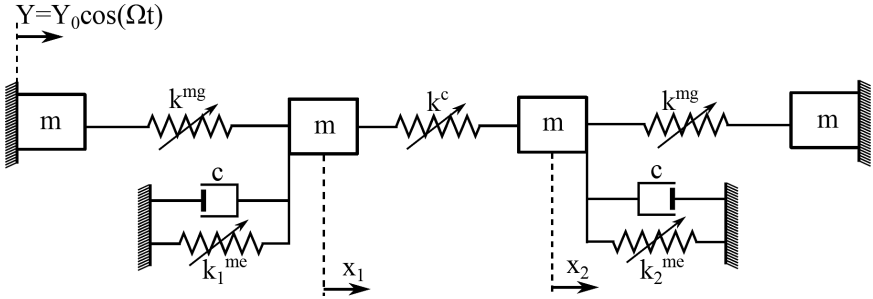 Y=Y₀cos(Ωt)
k^mg
k^c
k^mg
m
m
m
m
c
c
k₁^me
k₂^me
x₁
x₂